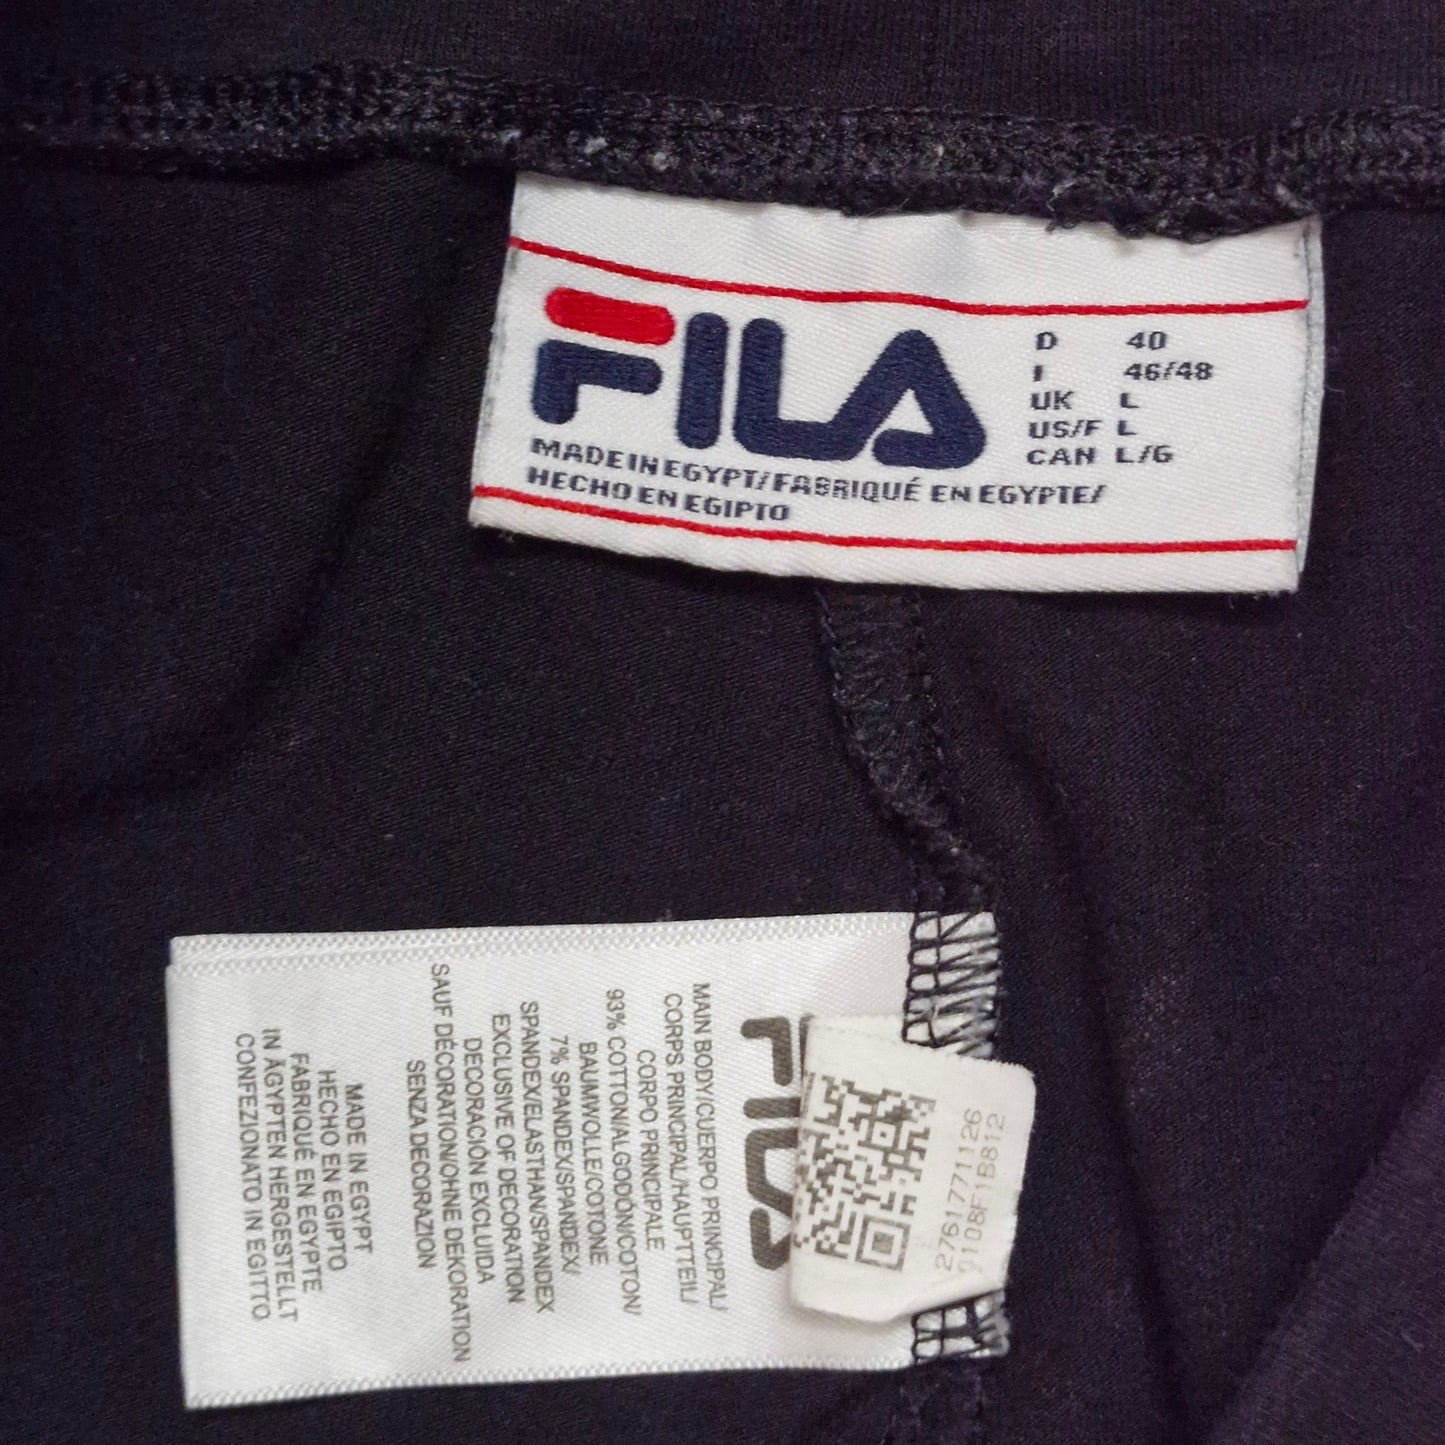 FILA
D 40
I 46/48
UK L
US/F L
CAN L/G
MADE IN EGYPT/FABRIQUÉ EN EGYPTE/
HECHO EN EGIPTO
FILA
MAIN BODY/CUERPO PRINCIPAL/
CORPS PRINCIPAL/HAUPTTEIL/
CORPO PRINCIPALE
93% COTTON/ALGODÓN/COTON/
BAUMWOLLE/COTONE
7% SPANDEX/SPANDEX/
SPANDEX/ELASTHAN/SPANDEX
EXCLUSIVE OF DECORATION
DECORACIÓN EXCLUIDA
SAUF DÉCORATION/OHNE DEKORATION
SENZA DECORAZION
MADE IN EGYPT
HECHO EN EGIPTO
FABRIQUÉ EN EGYPTE
IN ÄGYPTEN HERGESTELLT
CONFEZIONATO IN EGITTO
22761771126
0108F1B812